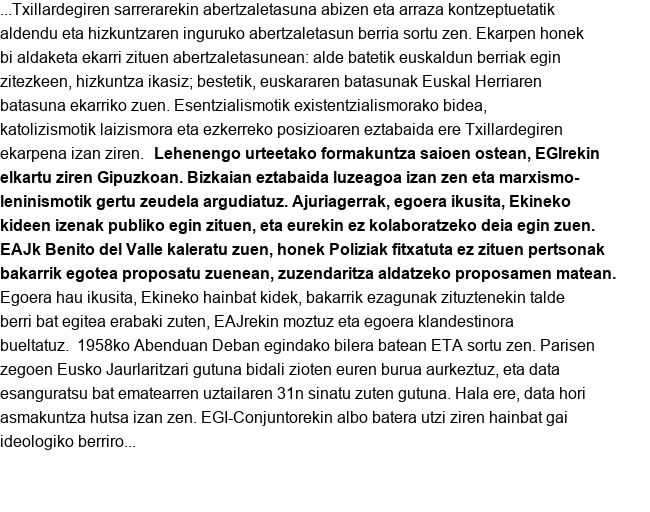 ...Txillardegiren sarrerarekin abertzaletasuna abizen eta arraza kontzeptuetatik
aldendu eta hizkuntzaren inguruko abertzaletasun berria sortu zen. Ekarpen honek
bi aldaketa ekarri zituen abertzaletasunean: alde batetik euskaldun berriak egin
zitezkeen, hizkuntza ikasiz; bestetik, euskararen batasunak Euskal Herriaren
batasuna ekarriko zuen. Esentzialismotik existentzialismorako bidea,
katolizismotik laizismora eta ezkerreko posizioaren eztabaida ere Txillardegiren
ekarpena izan ziren.  Lehenengo urteetako formakuntza saioen ostean, EGIrekin
elkartu ziren Gipuzkoan. Bizkaian eztabaida luzeagoa izan zen eta marxismo-
leninismotik gertu zeudela argudiatuz. Ajuriagerrak, egoera ikusita, Ekineko
kideen izenak publiko egin zituen, eta eurekin ez kolaboratzeko deia egin zuen.
EAJk Benito del Valle kaleratu zuen, honek Poliziak fitxatuta ez zituen pertsonak
bakarrik egotea proposatu zuenean, zuzendaritza aldatzeko proposamen matean.
Egoera hau ikusita, Ekineko hainbat kidek, bakarrik ezagunak zituztenekin talde
berri bat egitea erabaki zuten, EAJrekin moztuz eta egoera klandestinora
bueltatuz.  1958ko Abenduan Deban egindako bilera batean ETA sortu zen. Parisen
zegoen Eusko Jaurlaritzari gutuna bidali zioten euren burua aurkeztuz, eta data
esanguratsu bat ematearren uztailaren 31n sinatu zuten gutuna. Hala ere, data hori
asmakuntza hutsa izan zen. EGI-Conjuntorekin albo batera utzi ziren hainbat gai
ideologiko berriro...